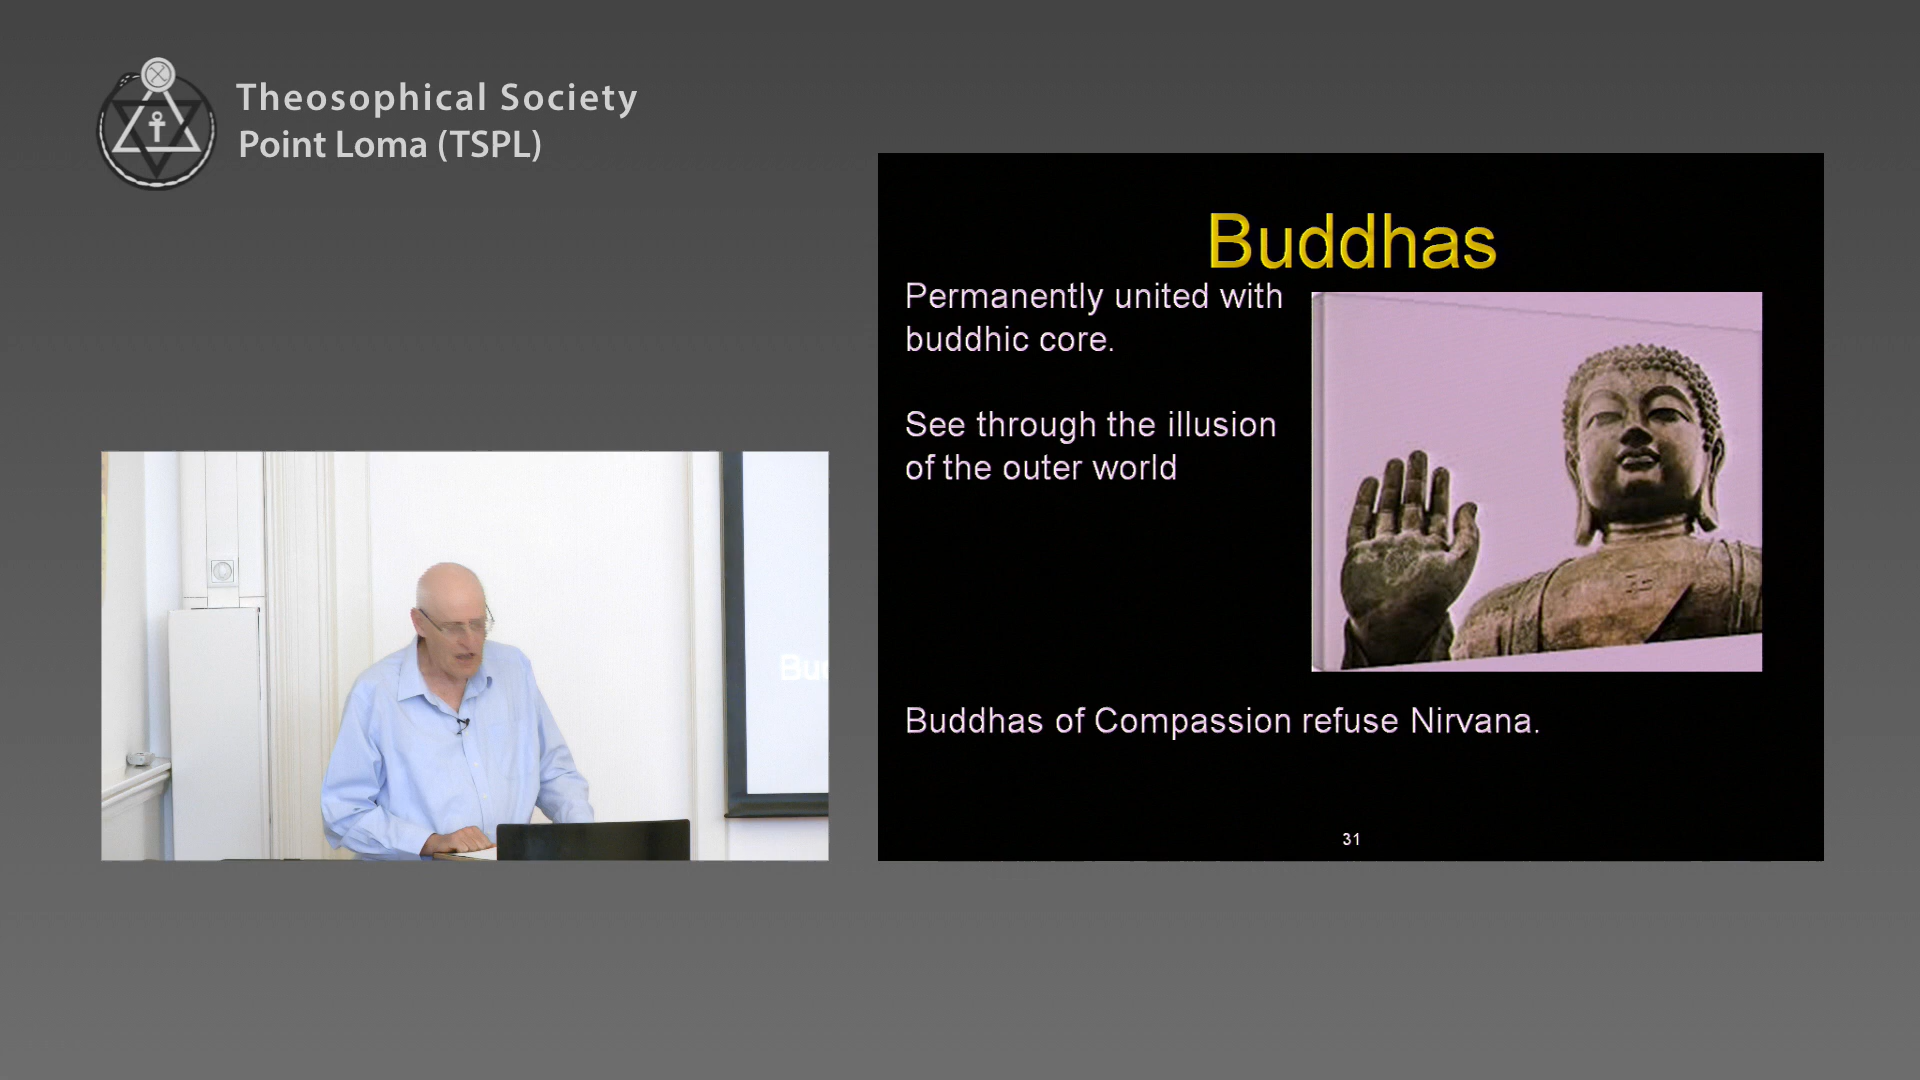 Theosophical Society
Point Loma (TSPL)
Buddhas
Permanently united with
buddhic core.
See through the illusion
of the outer world
Buddhas of Compassion refuse Nirvana.
31
Bud